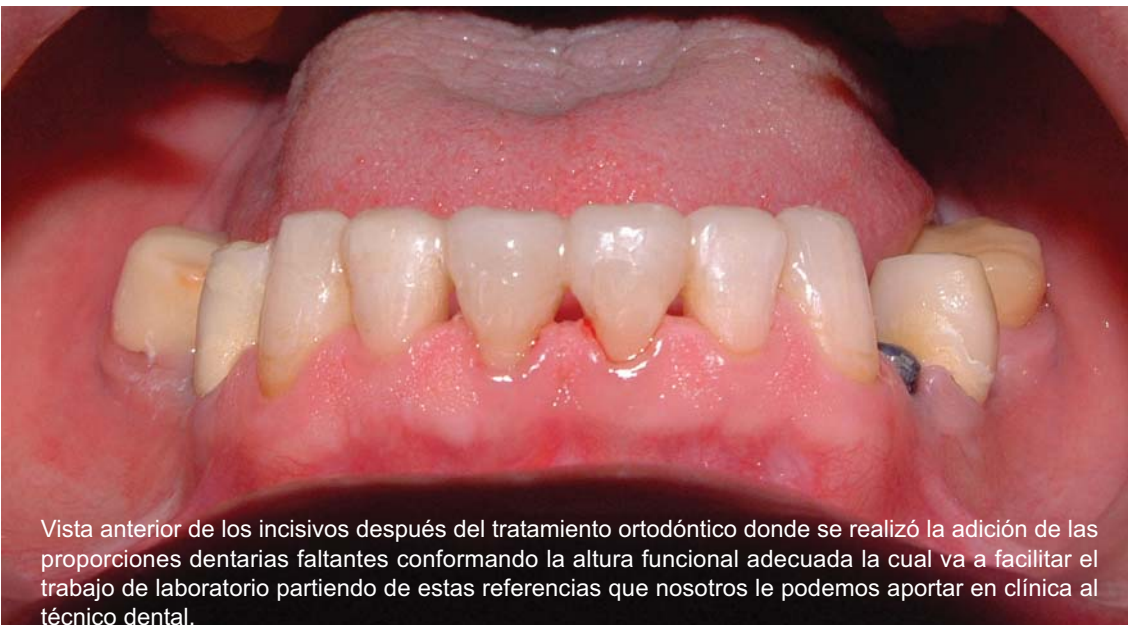 Vista anterior de los incisivos después del tratamiento ortodóntico donde se realizó la adición de las
proporciones dentarias faltantes conformando la altura funcional adecuada la cual va a facilitar el
trabajo de laboratorio partiendo de estas referencias que nosotros le podemos aportar en clínica al
técnico dental.